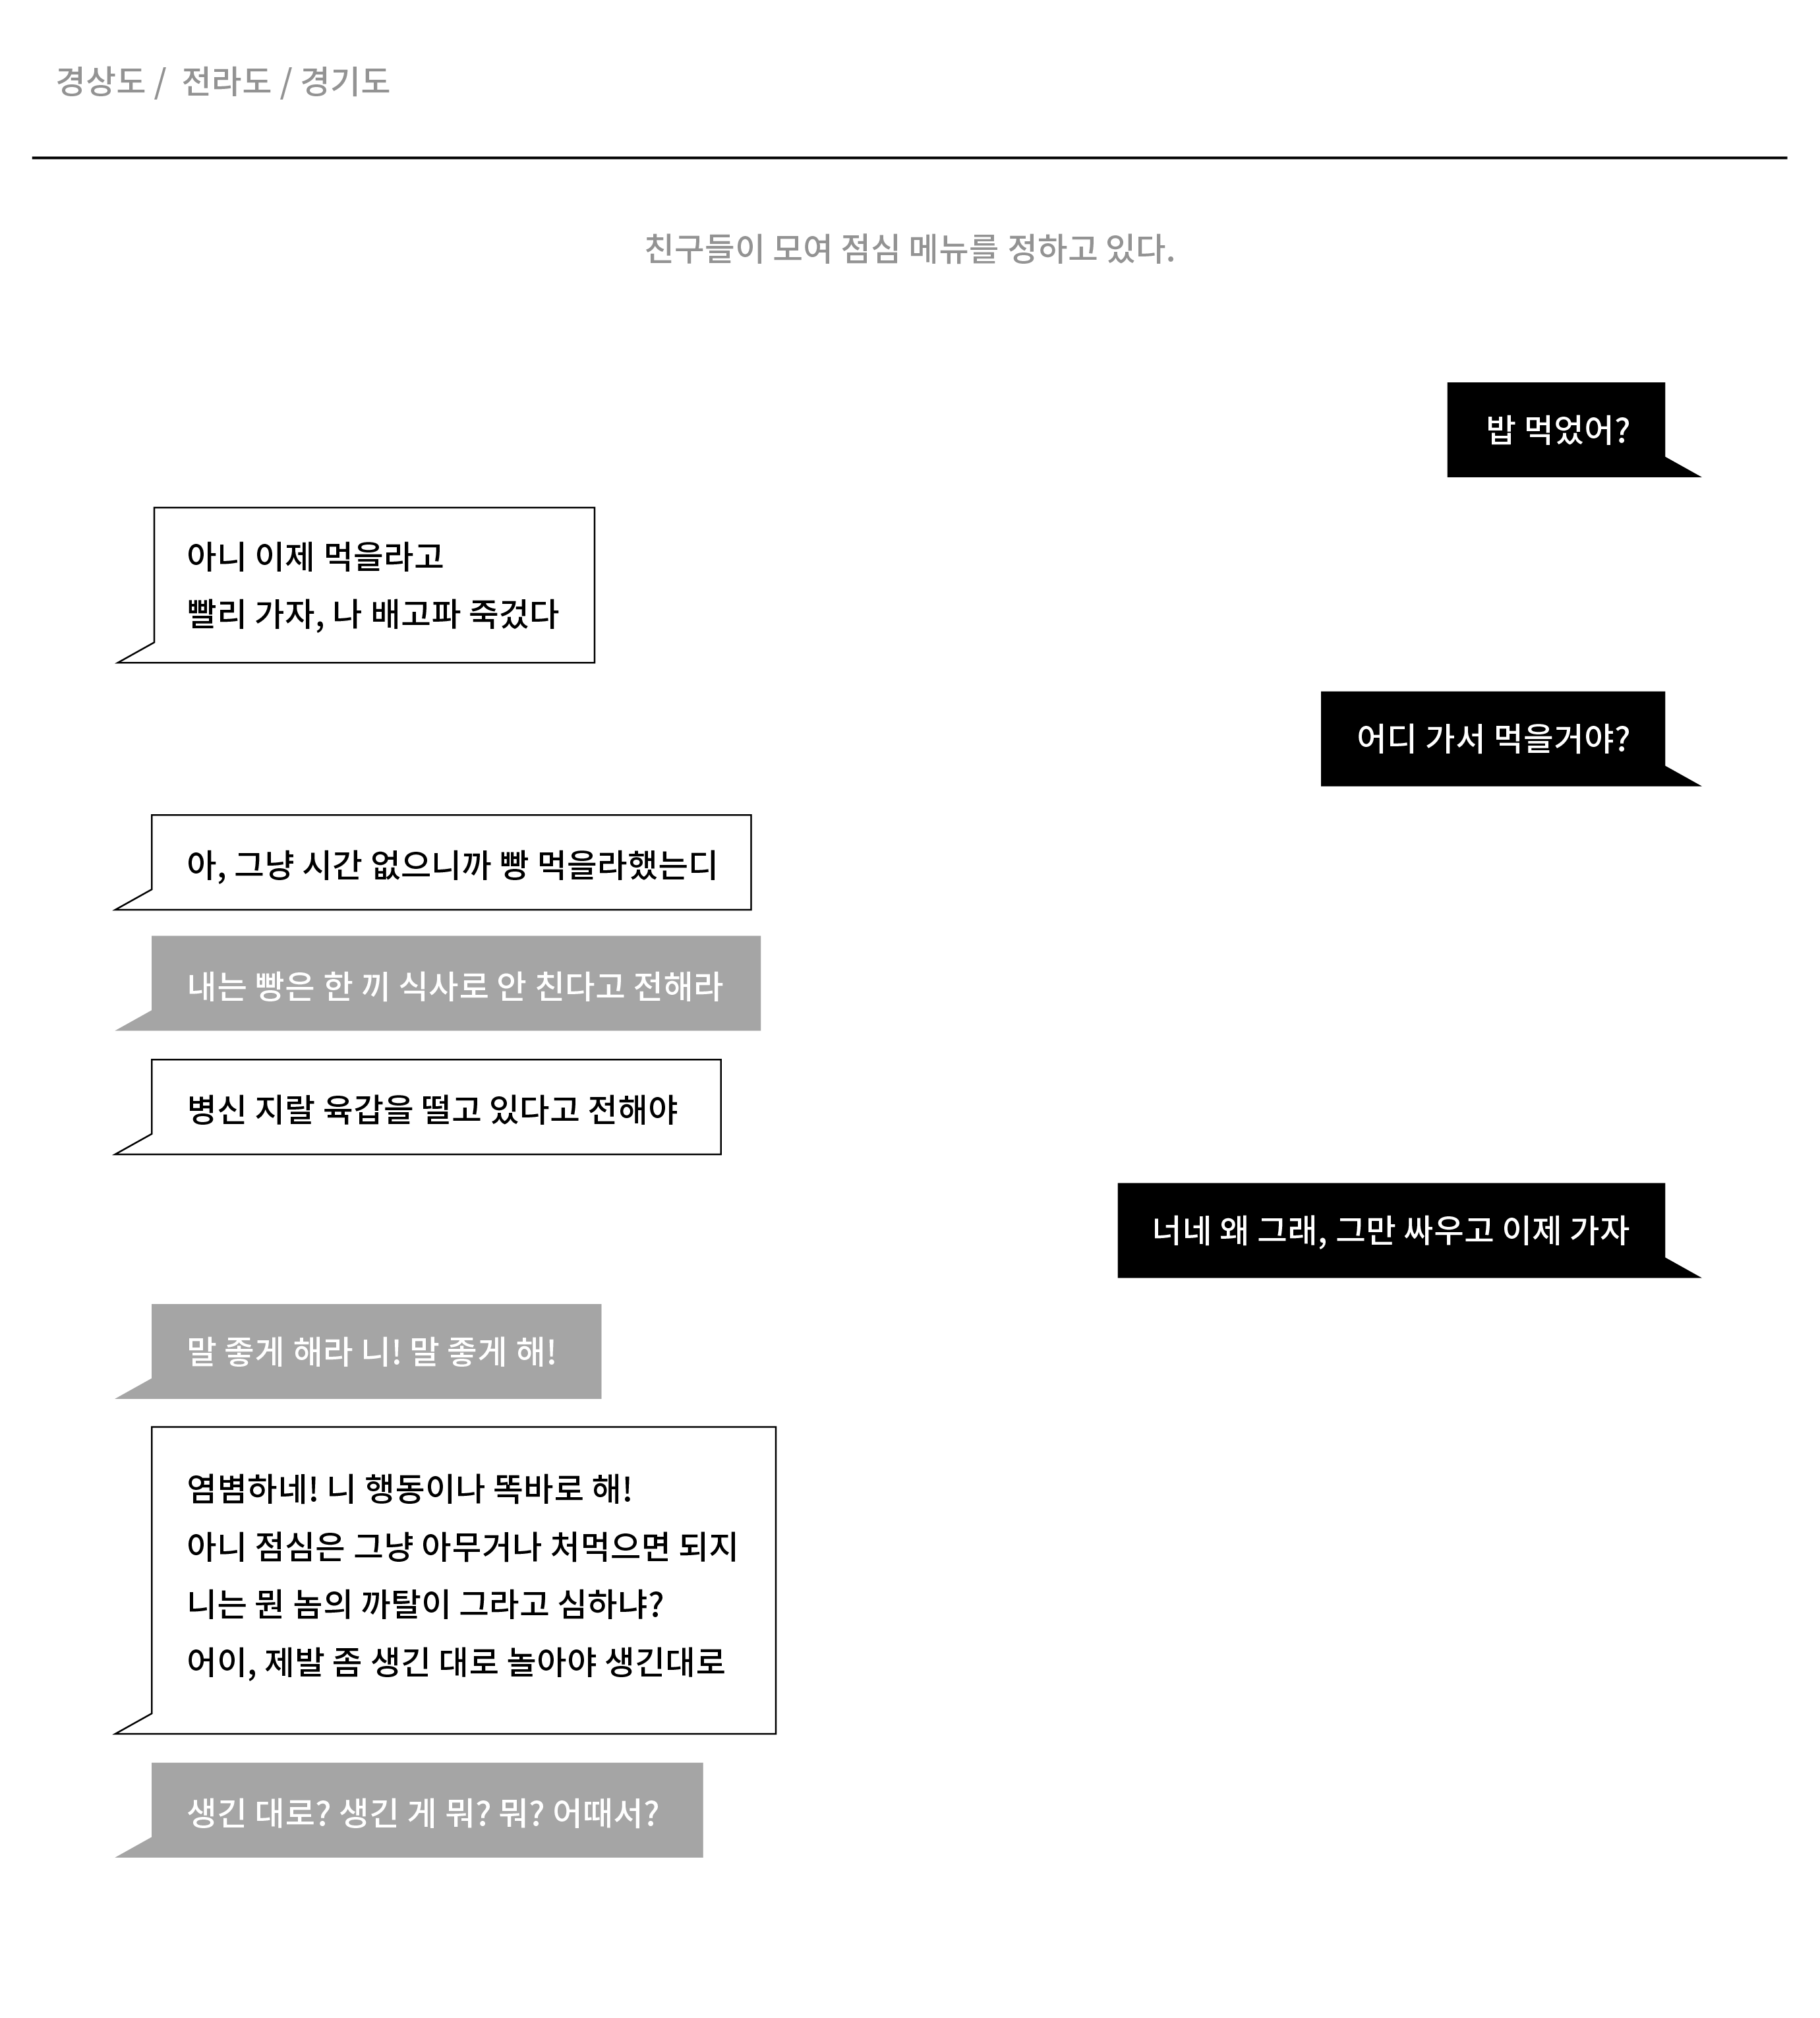 경상도 /  전라도 / 경기도
친구들이 모여 점심 메뉴를 정하고 있다.
밥 먹었어?
아니 이제 먹을라고
빨리 가자, 나 배고파 죽겄다
어디 가서 먹을거야?
아, 그냥 시간 없으니까 빵 먹을라했는디
내는 빵은 한 끼 식사로 안 친다고 전해라
병신 지랄 육갑을 떨고 있다고 전해야
너네 왜 그래, 그만 싸우고 이제 가자
말 좋게 해라 니! 말 좋게 해!
염볌하네! 니 행동이나 똑바로 해!
아니 점심은 그냥 아무거나 처먹으면 되지
니는 뭔 놈의 까탈이 그라고 심하냐?
어이, 제발 좀 생긴 대로 놀아야 생긴대로
생긴 대로? 생긴 게 뭐? 뭐? 어때서?